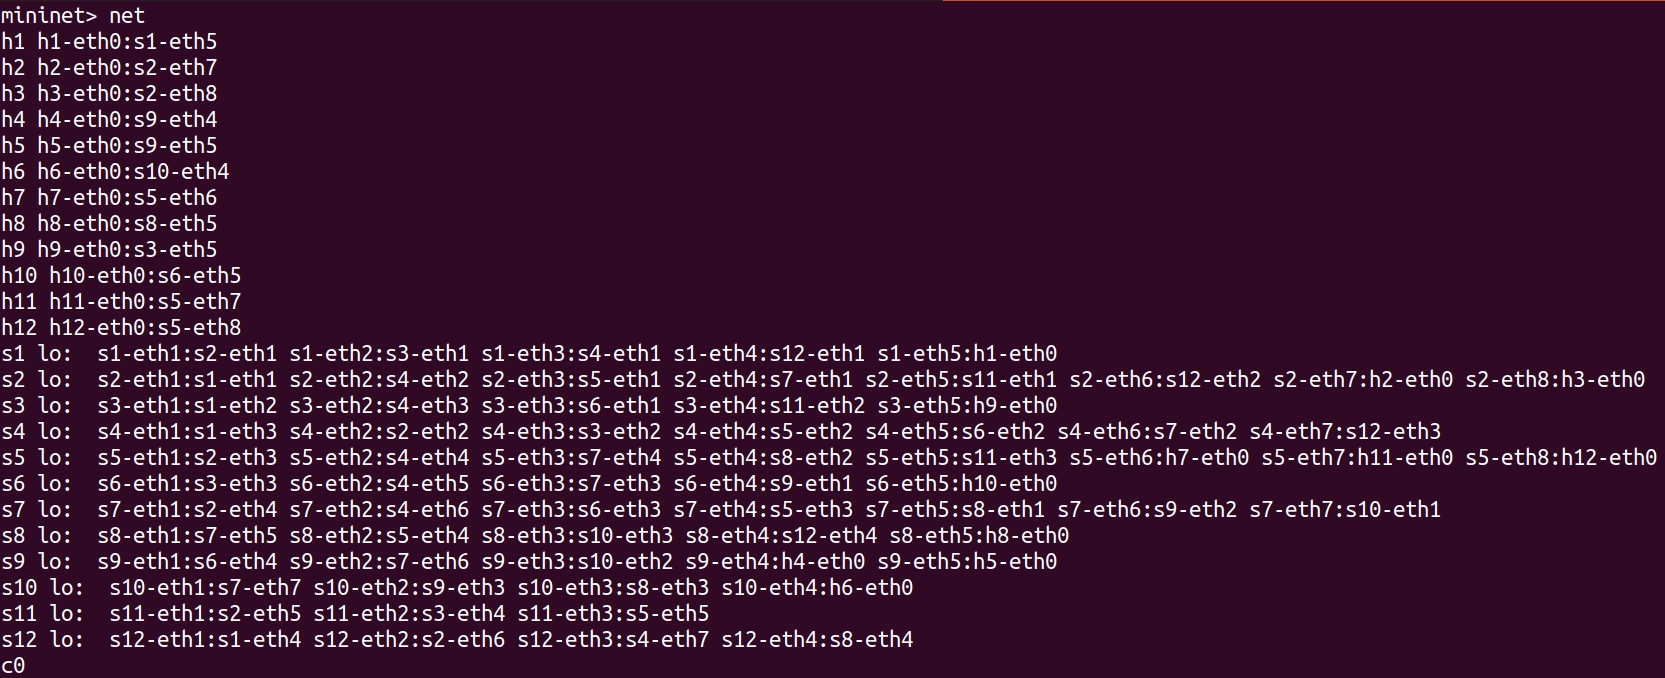 mininet> net
h1 h1-eth0:s1-eth5
h2 h2-eth0:s2-eth7
h3 h3-eth0:s2-eth8
h4 h4-eth0:s9-eth4
h5 h5-eth0:s9-eth5
h6 h6-eth0:s10-eth4
h7 h7-eth0:s5-eth6
h8 h8-eth0:s8-eth5
h9 h9-eth0:s3-eth5
h10 h10-eth0:s6-eth5
h11 h11-eth0:s5-eth7
h12 h12-eth0:s5-eth8
s1 lo:  s1-eth1:s2-eth1 s1-eth2:s3-eth1 s1-eth3:s4-eth1 s1-eth4:s12-eth1 s1-eth5:h1-eth0
s2 lo:  s2-eth1:s1-eth1 s2-eth2:s4-eth2 s2-eth3:s5-eth1 s2-eth4:s7-eth1 s2-eth5:s11-eth1 s2-eth6:s12-eth2 s2-eth7:h2-eth0 s2-eth8:h3-eth0
s3 lo:  s3-eth1:s1-eth2 s3-eth2:s4-eth3 s3-eth3:s6-eth1 s3-eth4:s11-eth2 s3-eth5:h9-eth0
s4 lo:  s4-eth1:s1-eth3 s4-eth2:s2-eth2 s4-eth3:s3-eth2 s4-eth4:s5-eth2 s4-eth5:s6-eth2 s4-eth6:s7-eth2 s4-eth7:s12-eth3
s5 lo:  s5-eth1:s2-eth3 s5-eth2:s4-eth4 s5-eth3:s7-eth4 s5-eth4:s8-eth2 s5-eth5:s11-eth3 s5-eth6:h7-eth0 s5-eth7:h11-eth0 s5-eth8:h12-eth0
s6 lo:  s6-eth1:s3-eth3 s6-eth2:s4-eth5 s6-eth3:s7-eth3 s6-eth4:s9-eth1 s6-eth5:h10-eth0
s7 lo:  s7-eth1:s2-eth4 s7-eth2:s4-eth6 s7-eth3:s6-eth3 s7-eth4:s5-eth3 s7-eth5:s8-eth1 s7-eth6:s9-eth2 s7-eth7:s10-eth1
s8 lo:  s8-eth1:s7-eth5 s8-eth2:s5-eth4 s8-eth3:s10-eth3 s8-eth4:s12-eth4 s8-eth5:h8-eth0
s9 lo:  s9-eth1:s6-eth4 s9-eth2:s7-eth6 s9-eth3:s10-eth2 s9-eth4:h4-eth0 s9-eth5:h5-eth0
s10 lo:  s10-eth1:s7-eth7 s10-eth2:s9-eth3 s10-eth3:s8-eth3 s10-eth4:h6-eth0
s11 lo:  s11-eth1:s2-eth5 s11-eth2:s3-eth4 s11-eth3:s5-eth5
s12 lo:  s12-eth1:s1-eth4 s12-eth2:s2-eth6 s12-eth3:s4-eth7 s12-eth4:s8-eth4
c0